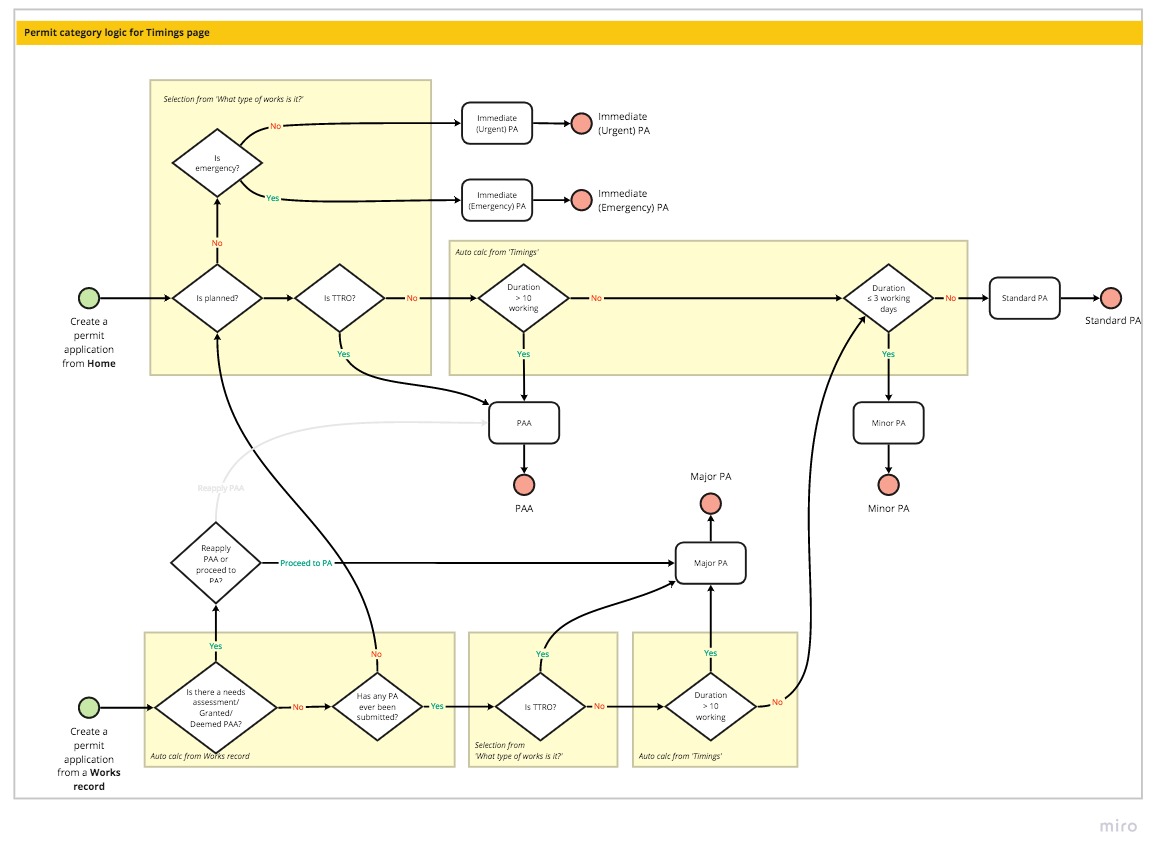 Permit category logic for Timings page
Selection from 'What type of works is it?'
Is
emergency?
No
Yes
Immediate
(Urgent) PA
Immediate
(Urgent) PA
Immediate
(Emergency) PA
Immediate
(Emergency) PA
No
Create a
permit
application
from Home
Is planned?
Is TTRO?
No
Yes
Auto calc from 'Timings'
Duration
> 10
working
No
Yes
Duration
≤ 3 working
days
No
Yes
Standard PA
Standard PA
PAA
PAA
Minor PA
Minor PA
Reapply PAA
Reapply
PAA or
proceed to
PA?
Proceed to PA
Major PA
Major PA
Yes
Create a
permit
application
from a Works
record
Is there a needs
assessment/
Granted/
Deemed PAA?
No
Has any PA
ever been
submitted?
No
Yes
Auto calc from Works record
Is TTRO?
Yes
No
Selection from
'What type of works is it?'
Duration
> 10
working
Yes
No
Auto calc from 'Timings'
miro